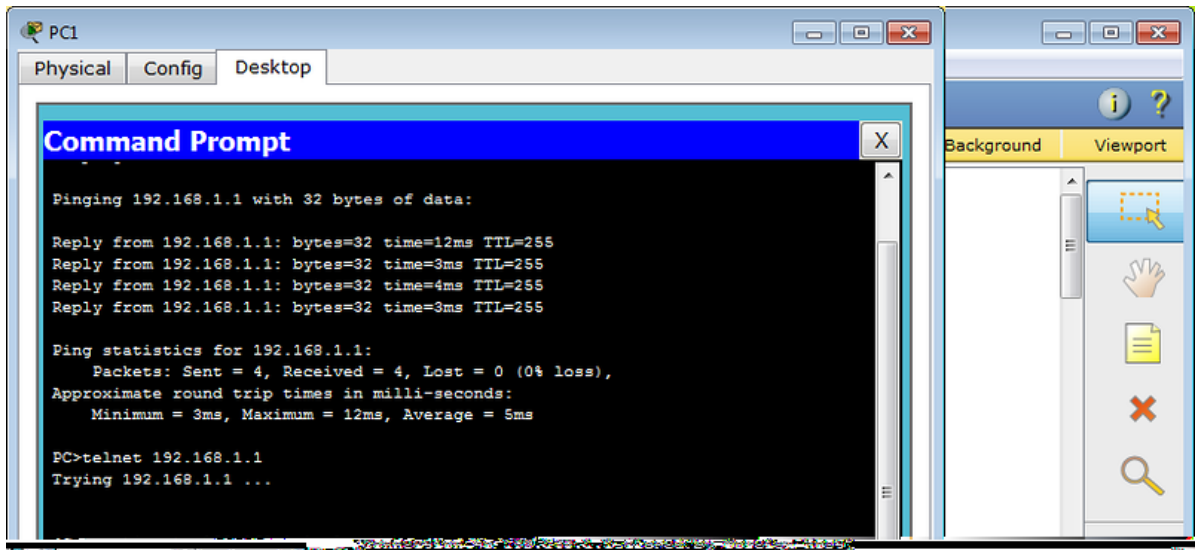 PC1
Physical Config Desktop
Command Prompt
X
Background Viewport
Pinging 192.168.1.1 with 32 bytes of data:
Reply from 192.168.1.1: bytes=32 time=12ms TTL=255
Reply from 192.168.1.1: bytes=32 time=3ms TTL=255
Reply from 192.168.1.1: bytes=32 time=4ms TTL=255
Reply from 192.168.1.1: bytes=32 time=3ms TTL=255
Ping statistics for 192.168.1.1:
Packets: Sent = 4, Received = 4, Lost = 0 (0% loss),
Approximate round trip times in milli-seconds:
Minimum = 3ms, Maximum = 12ms, Average = 5ms
PC>telnet 192.168.1.1
Trying 192.168.1.1 ...